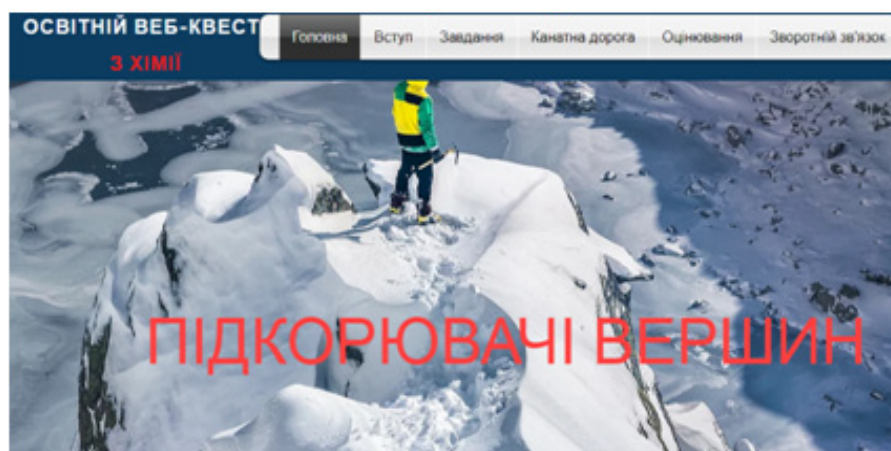 ОСВІТНІЙ ВЕБ-КВЕСТ
З ХІМІЇ
Головна Вступ Завдання Канатна дорога Оцінювання Зворотній зв'язок
ПІДКОРЮВАЧІ ВЕРШИН